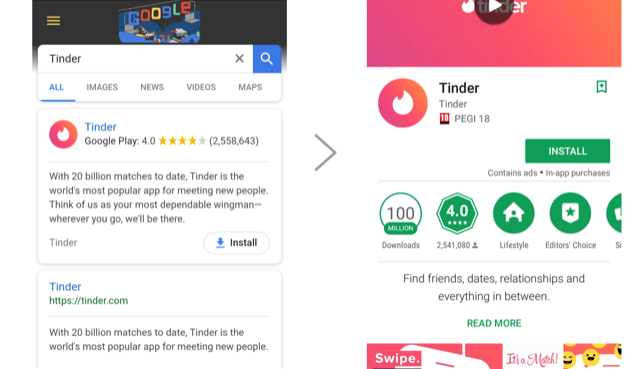 Google
Tinder
ALL IMAGES NEWS VIDEOS MAPS
Tinder
Google Play: 4.0 ★★★★★ (2,558,643)
With 20 billion matches to date, Tinder is the
world's most popular app for meeting new people.
Think of us as your most dependable wingman—
wherever you go, we'll be there.
Tinder
Install
Tinder
https://tinder.com
With 20 billion matches to date, Tinder is the
world's most popular app for meeting new people.
tinder
Tinder
Tinder
18 PEGI 18
INSTALL
Contains ads • In-app purchases
100
MILLION
Downloads
4.0
2,541,080
Lifestyle
Editors' Choice
Si
Find friends, dates, relationships and
everything in between.
READ MORE
Swipe.
It's a Match!